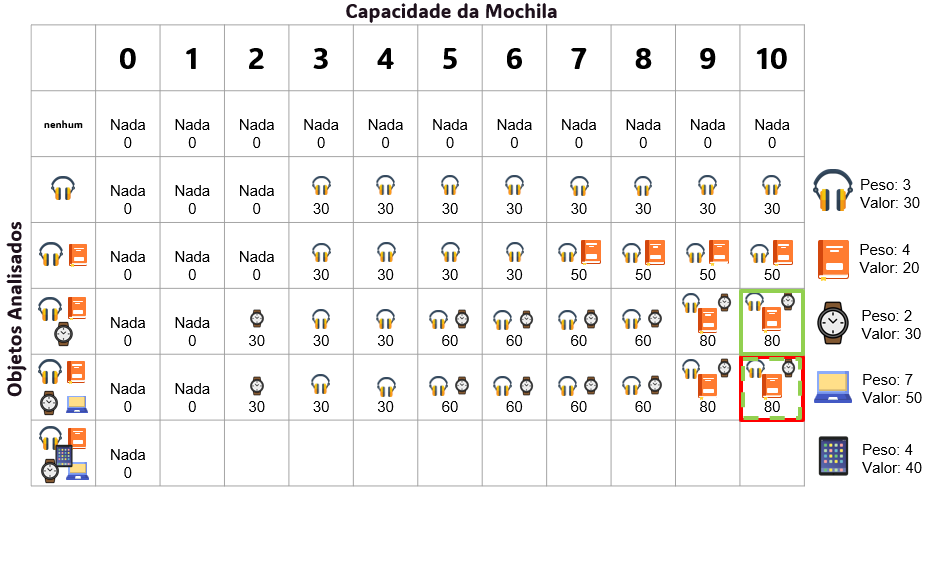 Capacidade da Mochila
0 1 2 3 4 5 6 7 8 9 10
Objetos Analisados
nenhum Nada Nada Nada Nada Nada Nada Nada Nada Nada Nada Nada
0 0 0 0 0 0 0 0 0 0 0
Nada Nada Nada
0 0 0 30 30 30 30 30 30 30 30
Peso: 3
Valor: 30
Nada Nada Nada
0 0 0 30 30 30 30 50 50 50 50
Peso: 4
Valor: 20
Nada Nada
0 0 30 30 30 60 60 60 60 80 80
Peso: 2
Valor: 30
Nada Nada
0 0 30 30 30 60 60 60 60 80 80
Peso: 7
Valor: 50
Nada
0
Peso: 4
Valor: 40